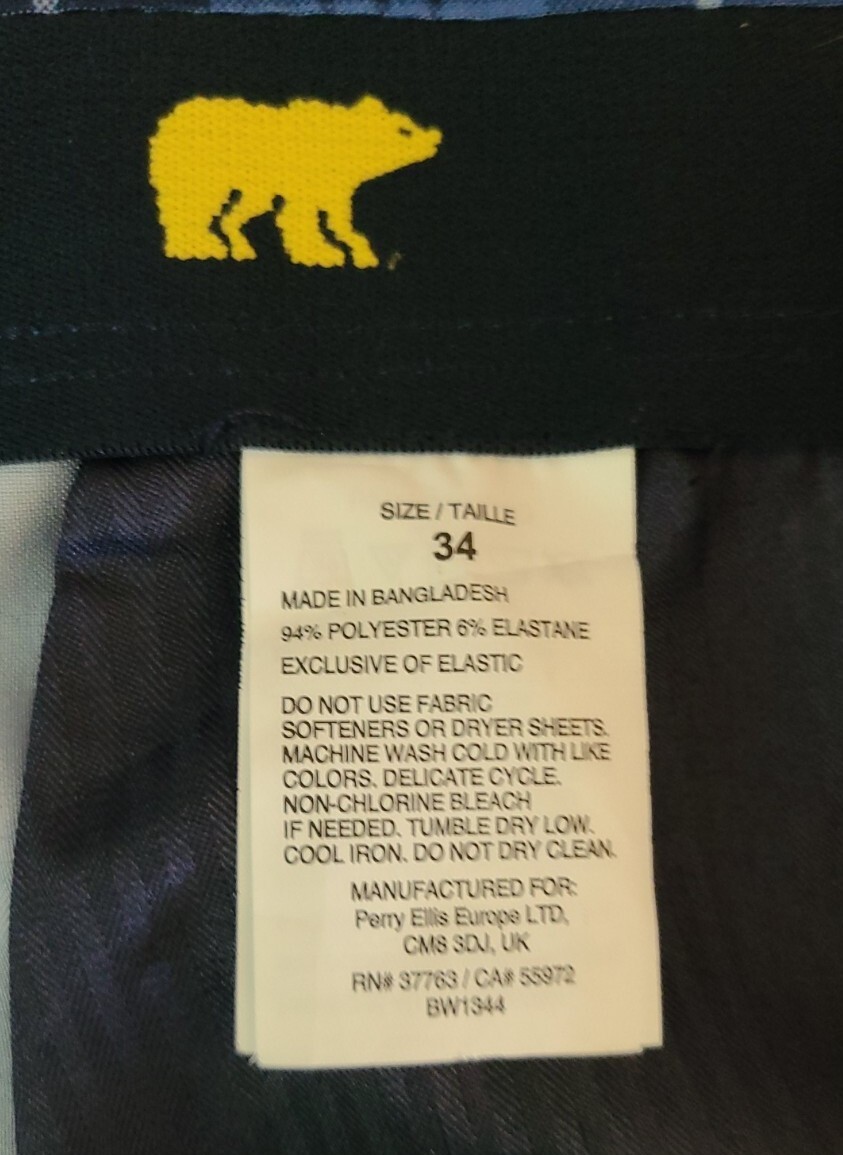 SIZE / TAILLE
34
MADE IN BANGLADESH
94% POLYESTER 6% ELASTANE
EXCLUSIVE OF ELASTIC
DO NOT USE FABRIC
SOFTENERS OR DRYER SHEETS.
MACHINE WASH COLD WITH LIKE
COLORS. DELICATE CYCLE.
NON-CHLORINE BLEACH
IF NEEDED. TUMBLE DRY LOW.
COOL IRON. DO NOT DRY CLEAN.
MANUFACTURED FOR:
Perry Ellis Europe LTD,
CM8 3DJ, UK
RN# 37763 / CA# 55972
BW1344